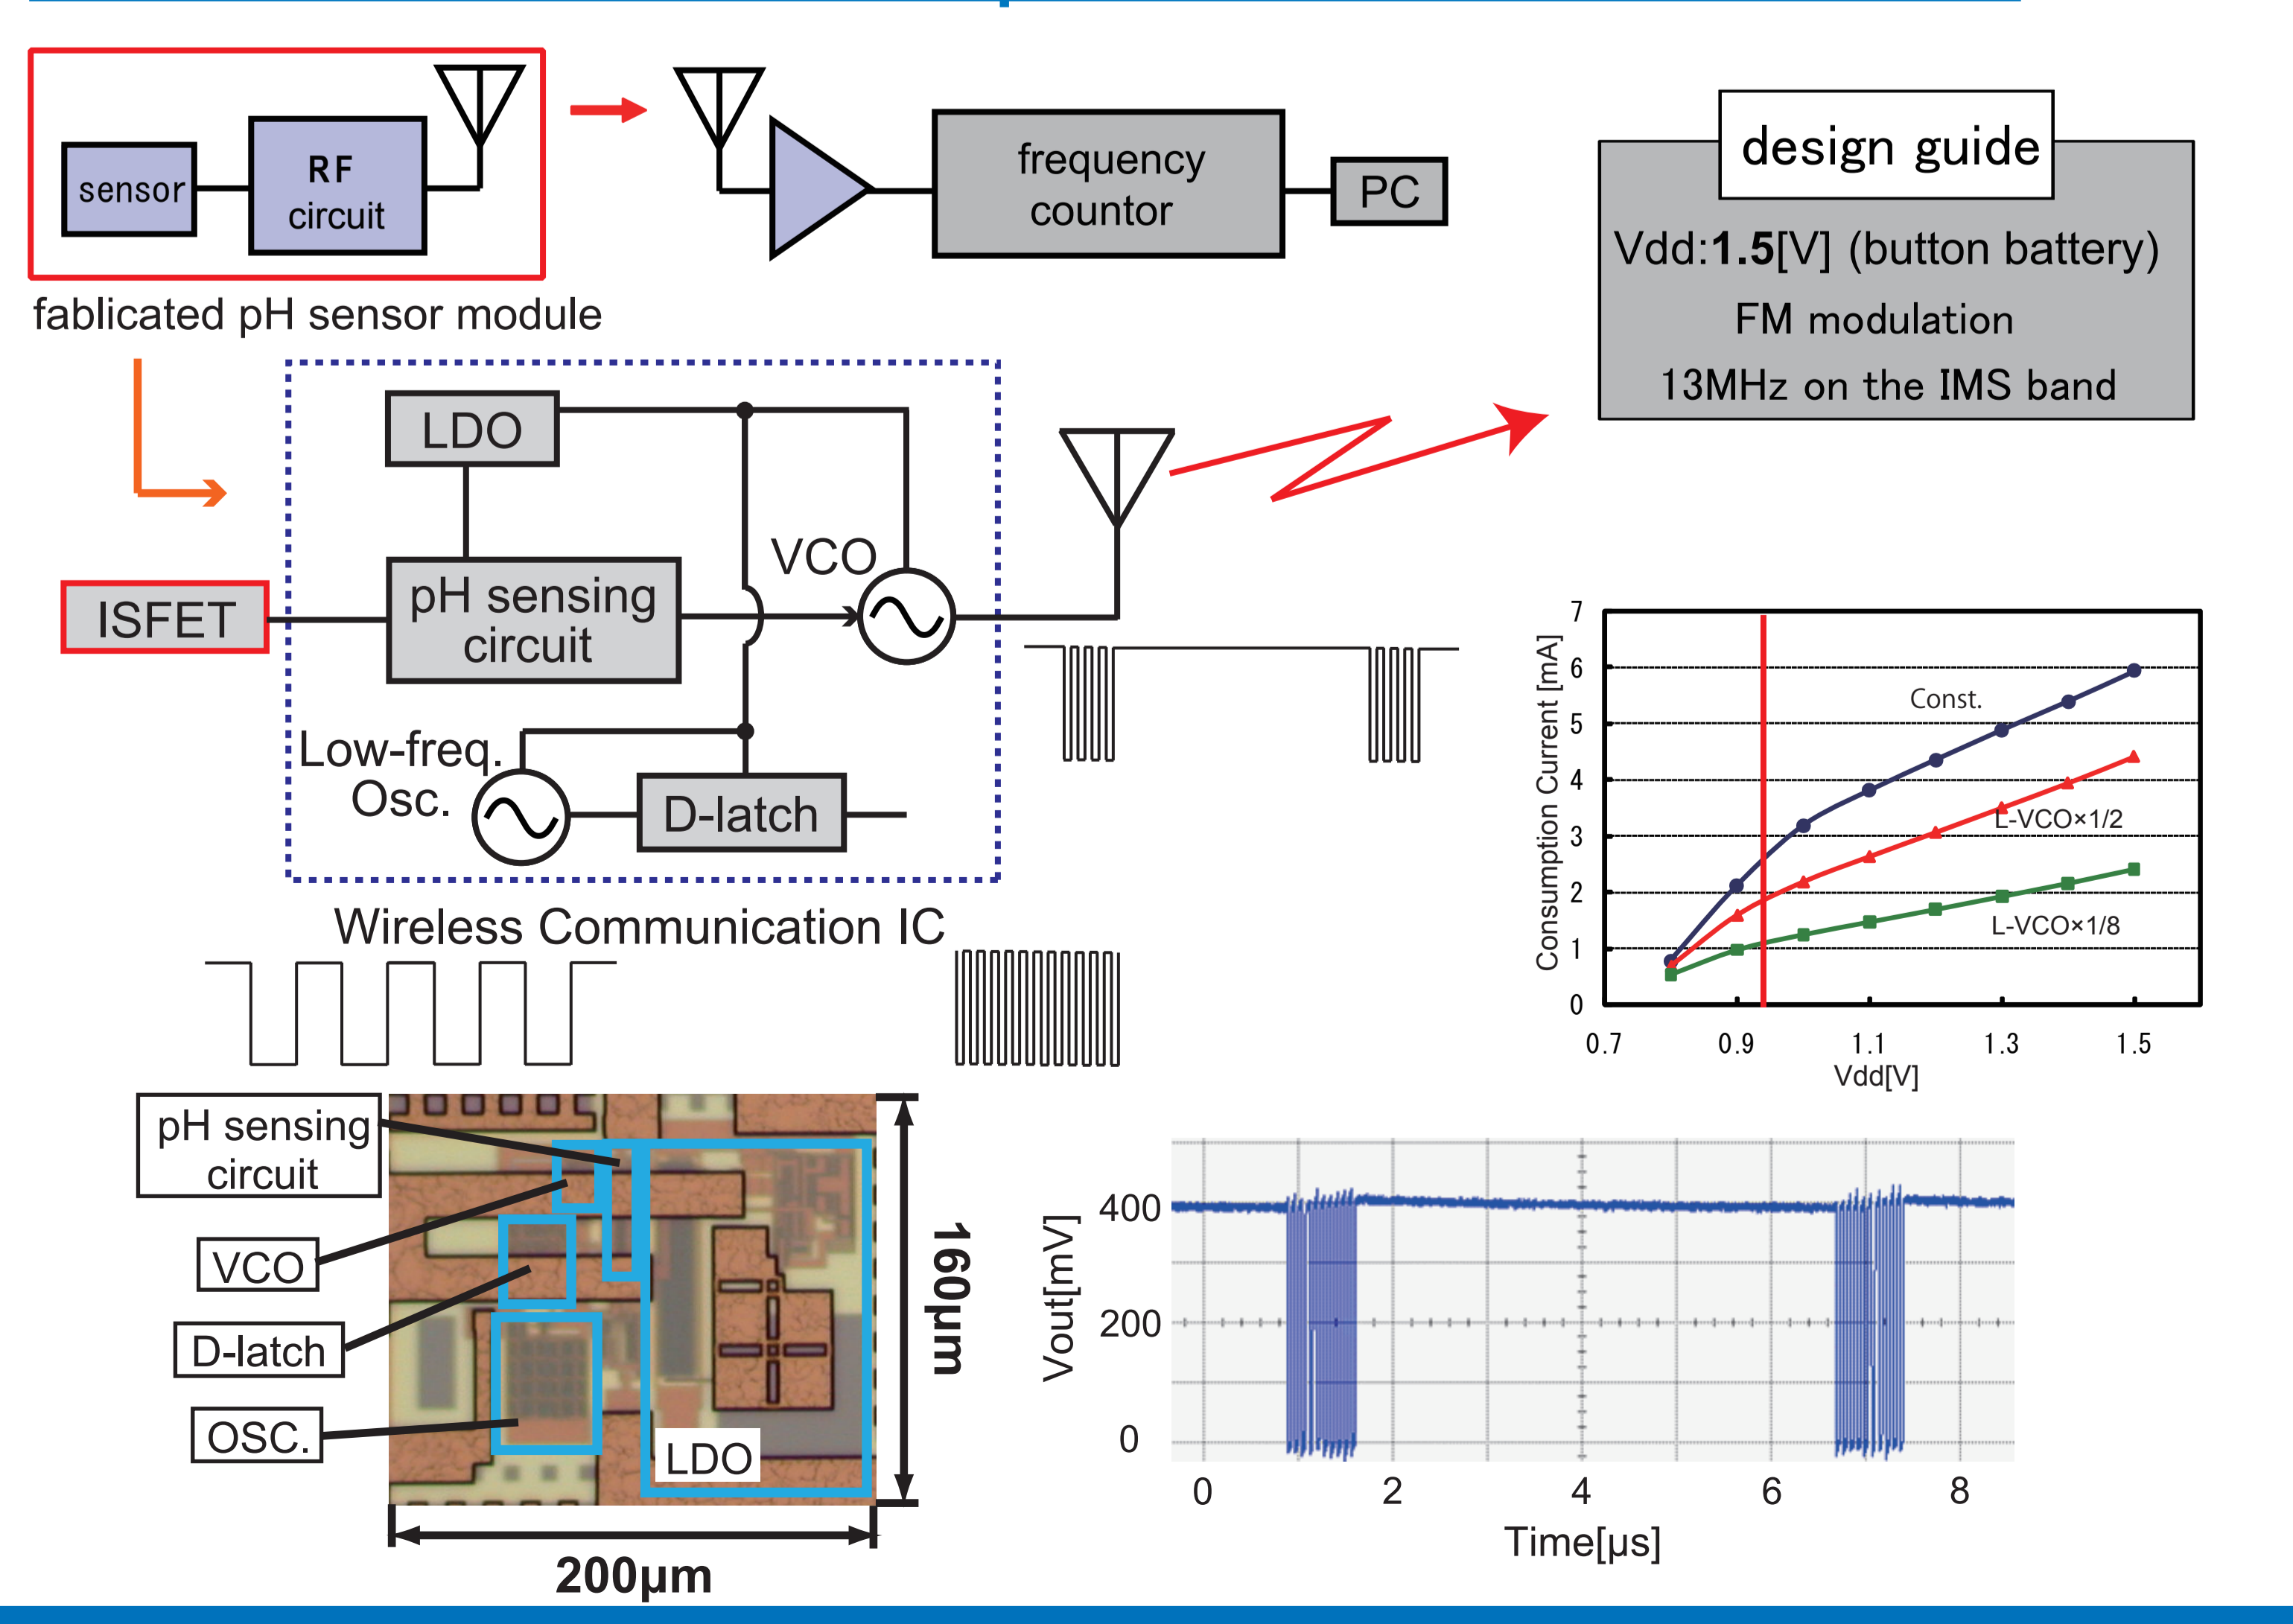 sensor
RF
circuit
frequency
countor
PC
design guide
Vdd:1.5[V] (button battery)
FM modulation
13MHz on the IMS band
fablicated pH sensor module
LDO
VCO
ISFET
pH sensing
circuit
Low-freq.
Osc.
D-latch
Wireless Communication IC
7
6
5
4
3
2
1
0
Consumption Current [mA]
Const.
L-VCO×1/2
L-VCO×1/8
0.7 0.9 1.1 1.3 1.5
Vdd[V]
pH sensing
circuit
VCO
D-latch
OSC.
LDO
160μm
200μm
Vout[mV]
400
200
0
0 2 4 6 8
Time[μs]